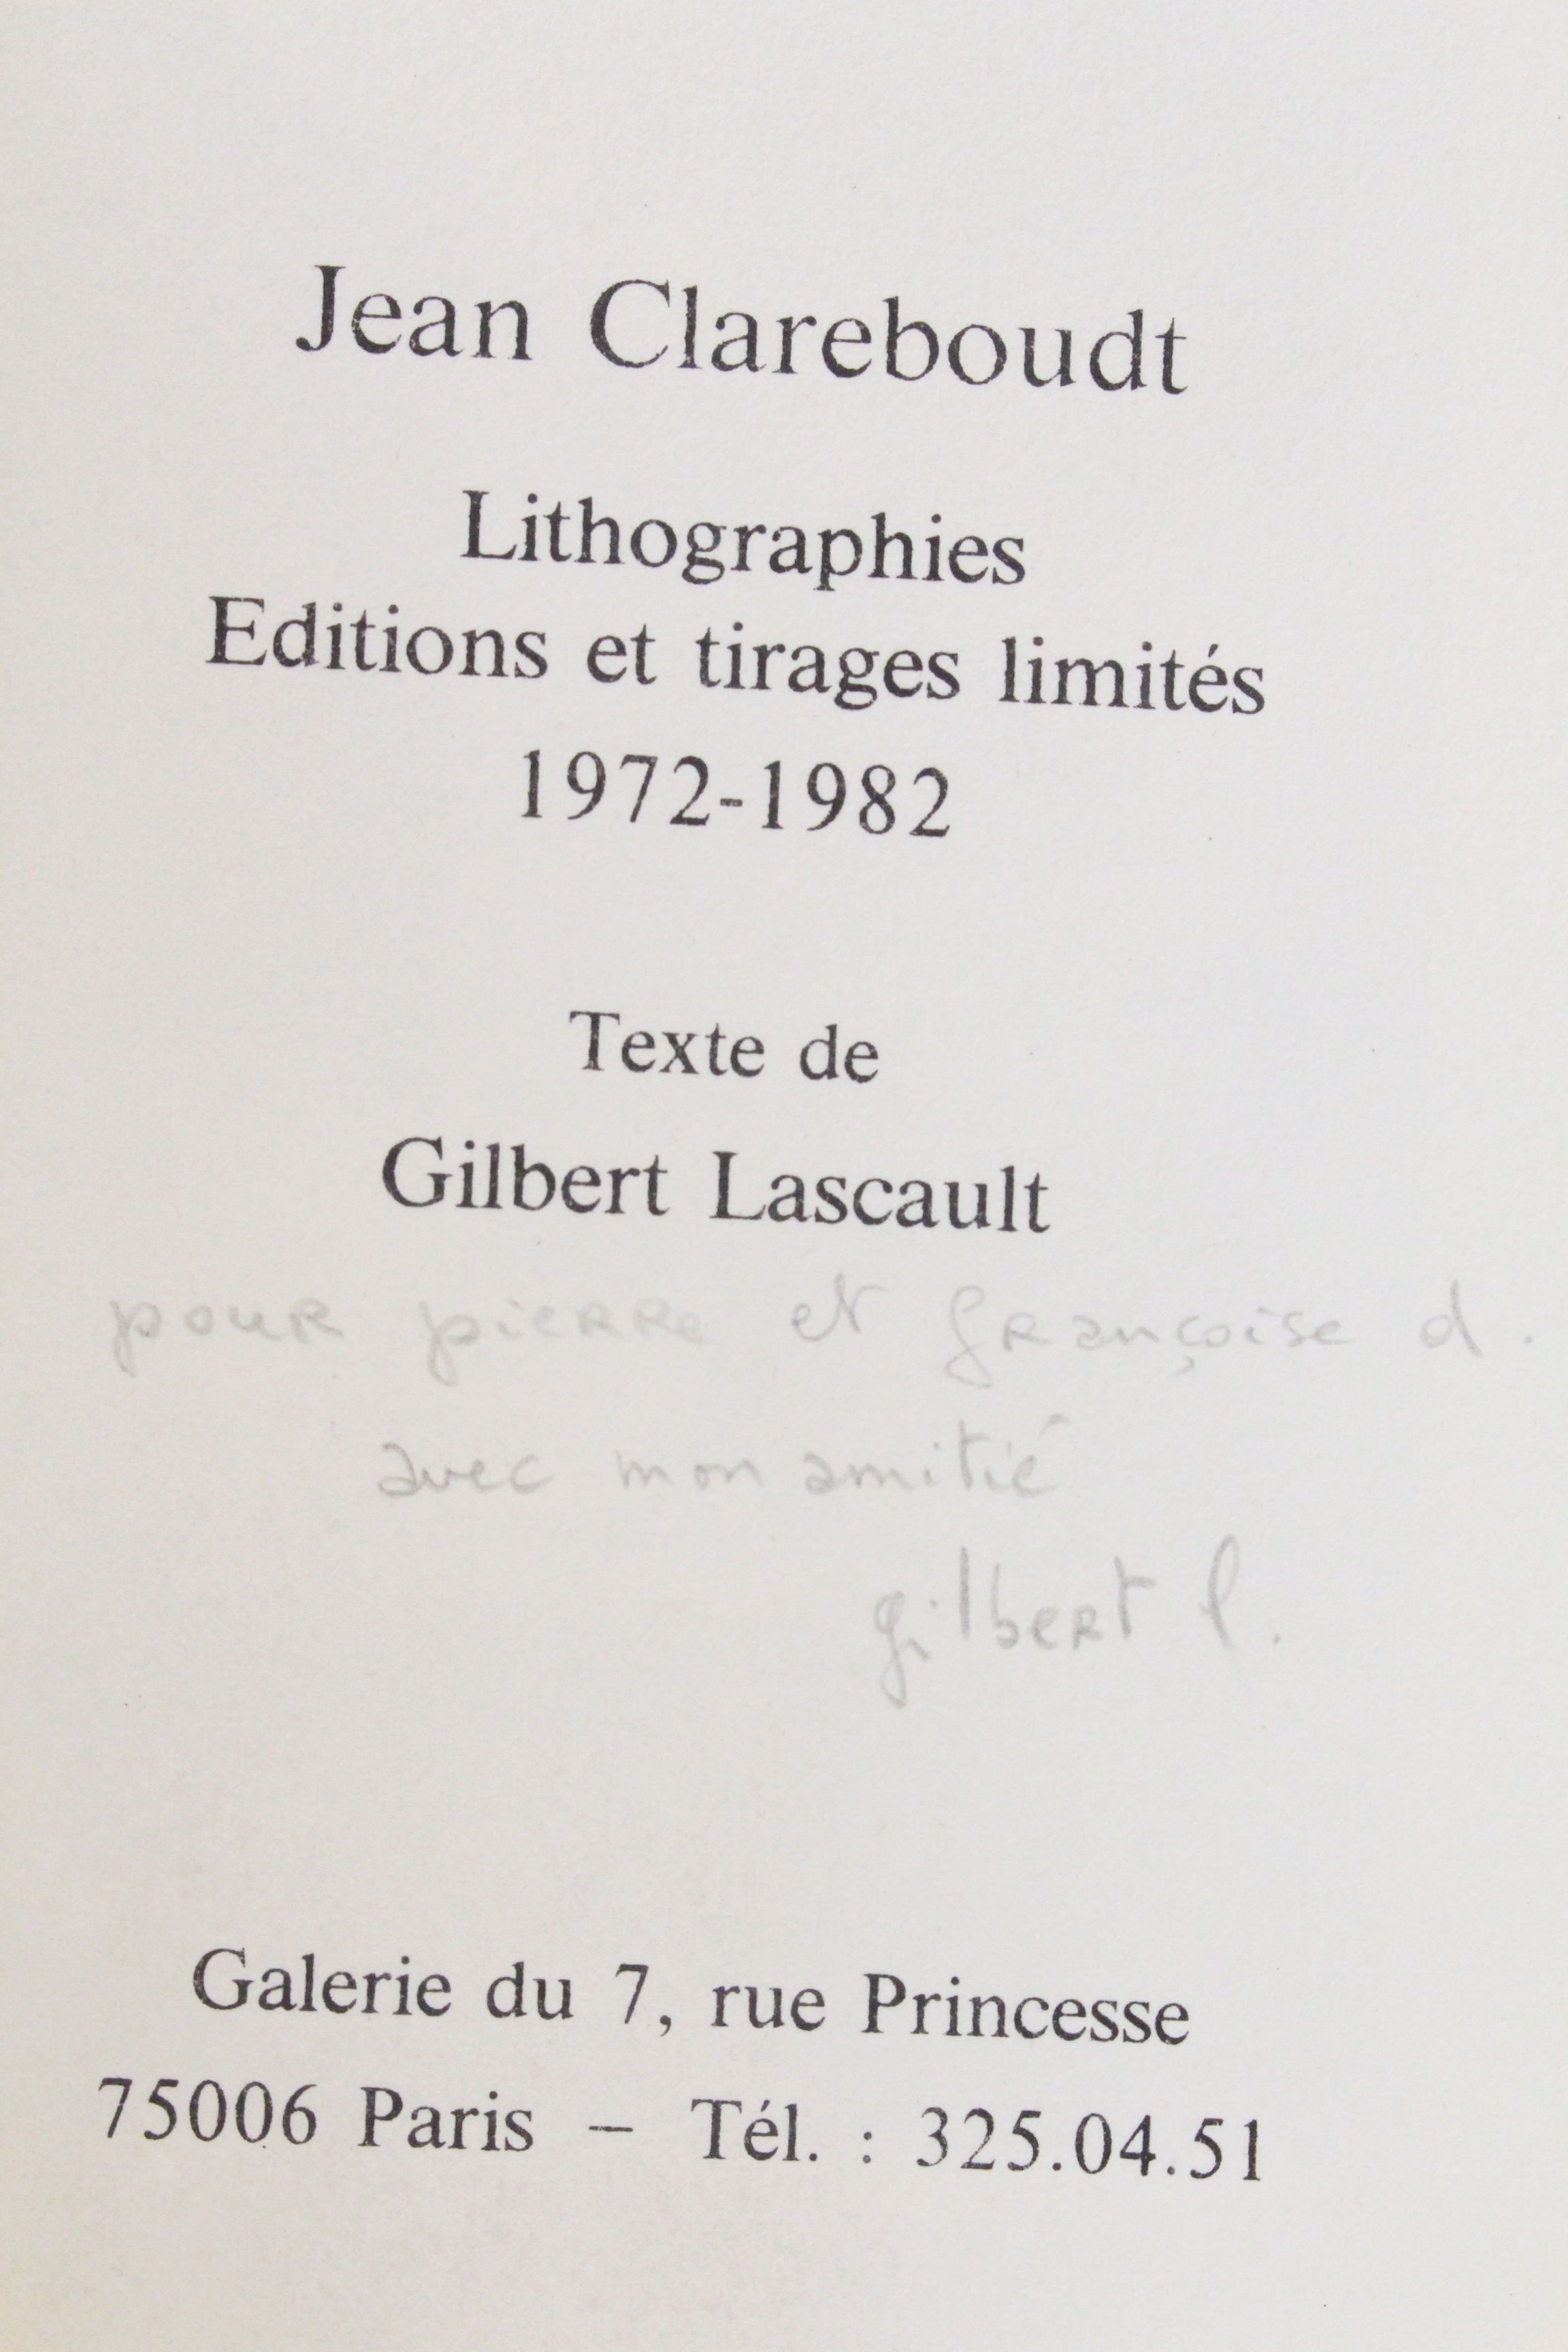 Jean Clareboudt
Lithographies
Editions et tirages limités
1972-1982
Texte de
Gilbert Lascault
pour pierre et françoise d.
avec mon amitié
gilbert l.
Galerie du 7, rue Princesse
75006 Paris – Tél. : 325.04.51